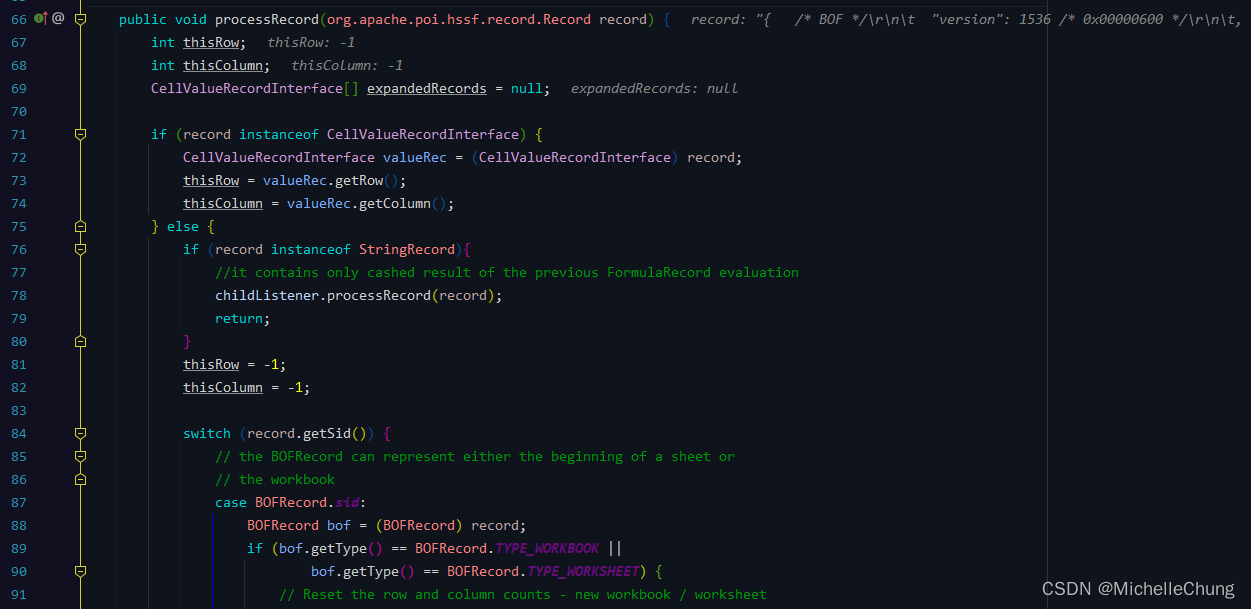 66 @ public void processRecord(org.apache.poi.hssf.record.Record record) { record: "{ /* BOF */\r\n\t "version": 1536 /* 0x00000600 */\r\n\t,
67 int thisRow; thisRow: -1
68 int thisColumn; thisColumn: -1
69 CellValueRecordInterface[] expandedRecords = null; expandedRecords: null
70
71 if (record instanceof CellValueRecordInterface) {
72 CellValueRecordInterface valueRec = (CellValueRecordInterface) record;
73 thisRow = valueRec.getRow();
74 thisColumn = valueRec.getColumn();
75 } else {
76 if (record instanceof StringRecord){
77 //it contains only cashed result of the previous FormulaRecord evaluation
78 childListener.processRecord(record);
79 return;
80 }
81 thisRow = -1;
82 thisColumn = -1;
83
84 switch (record.getSid()) {
85 // the BOFRecord can represent either the beginning of a sheet or
86 // the workbook
87 case BOFRecord.sid:
88 BOFRecord bof = (BOFRecord) record;
89 if (bof.getType() == BOFRecord.TYPE_WORKBOOK ||
90 bof.getType() == BOFRecord.TYPE_WORKSHEET) {
91 // Reset the row and column counts - new workbook / worksheet
CSDN @MichelleChung